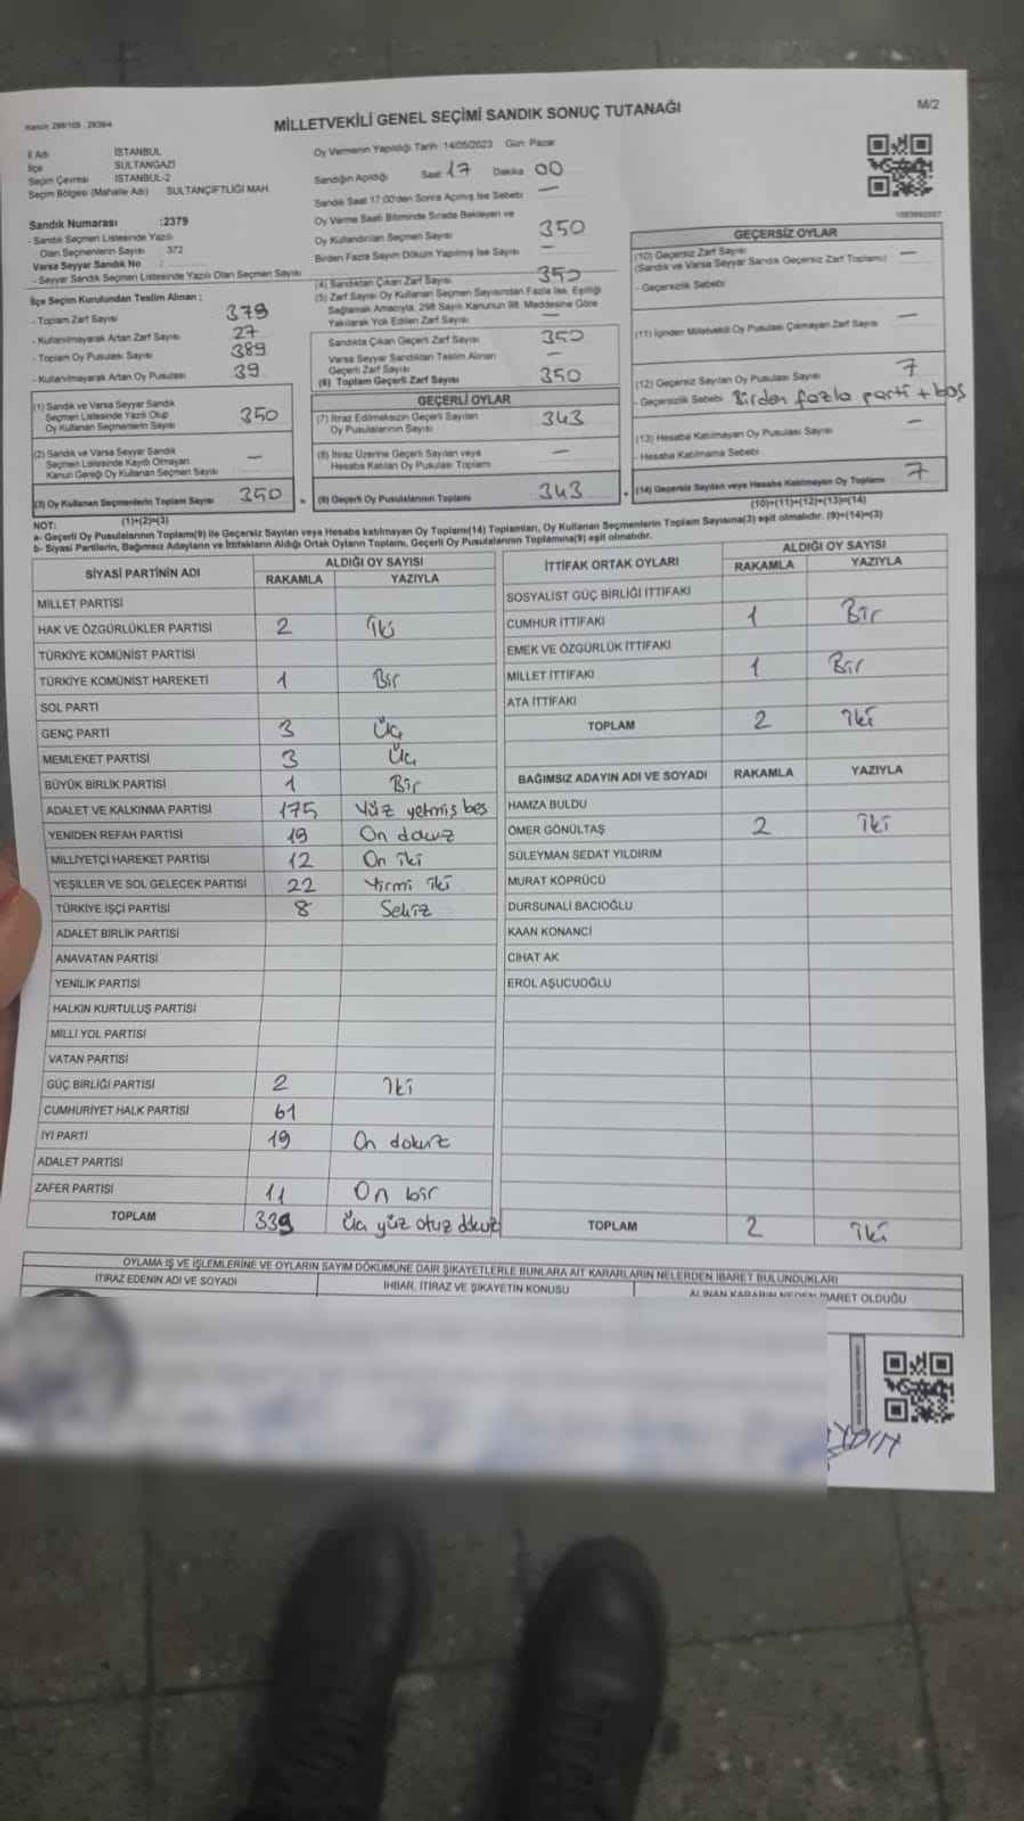 MİLLETVEKİLİ GENEL SEÇİMİ SANDIK SONUÇ TUTANAĞI
M/2
İl Adı İSTANBUL
İlçe SULTANGAZİ
Seçim Çevresi İSTANBUL-2
Seçim Bölgesi (Mahalle Adı) SULTANÇİFTLİĞİ MAH.
Sandık Numarası :2379
- Sandık Seçmen Listesinde Yazılı
Olan Seçmenlerin Sayısı 372
Varsa Seyyar Sandık No :
- Seyyar Sandık Seçmen Listesinde Yazılı Olan Seçmen Sayısı
İlçe Seçim Kurulundan Teslim Alınan :
- Toplam Zarf Sayısı 379
- Kullanılmayarak Artan Zarf Sayısı 27
- Toplam Oy Pusulası Sayısı 389
- Kullanılmayarak Artan Oy Pusulası 39
(1) Sandık ve Varsa Seyyar Sandık
Seçmen Listesinde Yazılı Olup
Oy Kullanan Seçmenlerin Sayısı 350
(2) Sandık ve Varsa Seyyar Sandık
Seçmen Listesinde Kayıtlı Olmayan
Kanun Gereği Oy Kullanan Seçmen Sayısı —
(3) Oy Kullanan Seçmenlerin Toplam Sayısı 350
(1)+(2)=(3)
Oy Vermenin Yapıldığı Tarih 14/05/2023 Gün: Pazar
Sandığın Açıldığı Saat 17 Dakika 00
Sandık Saat 17:00'den Sonra Açılmış İse Sebebi —
Oy Verme Saati Bitiminde Sırada Bekleyen ve
Oy Kullandırılan Seçmen Sayısı 350
Birden Fazla Sayım Döküm Yapılmış İse Sayısı —
(4) Sandıktan Çıkan Zarf Sayısı 350
(5) Zarf Sayısı Oy Kullanan Seçmen Sayısından Fazla İse, Eşitliği
Sağlamak Amacıyla, 298 Sayılı Kanunun 98. Maddesine Göre
Yakılarak Yok Edilen Zarf Sayısı —
Sandıkta Çıkan Geçerli Zarf Sayısı 350
Varsa Seyyar Sandıktan Teslim Alınan
Geçerli Zarf Sayısı —
(6) Toplam Geçerli Zarf Sayısı 350
GEÇERLİ OYLAR
(7) İtiraz Edilmeksizin Geçerli Sayılan
Oy Pusulalarının Sayısı 343
(8) İtiraz Üzerine Geçerli Sayılan veya
Hesaba Katılan Oy Pusulası Toplamı —
(9) Geçerli Oy Pusulalarının Toplamı 343
GEÇERSİZ OYLAR
(10) Geçersiz Zarf Sayısı —
(Sandık ve Varsa Seyyar Sandık Geçersiz Zarf Toplamı)
- Geçersizlik Sebebi
(11) İçinden Milletvekili Oy Pusulası Çıkmayan Zarf Sayısı —
(12) Geçersiz Sayılan Oy Pusulası Sayısı 7
- Geçersizlik Sebebi Birden fazla parti + boş
(13) Hesaba Katılmayan Oy Pusulası Sayısı —
- Hesaba Katılmama Sebebi
(14) Geçersiz Sayılan veya Hesaba Katılmayan Oy Toplamı 7
(10)+(11)+(12)+(13)=(14)
NOT:
a- Geçerli Oy Pusulalarının Toplamı(9) ile Geçersiz Sayılan veya Hesaba katılmayan Oy Toplamı(14) Toplamları, Oy Kullanan Seçmenlerin Toplam Sayısına(3) eşit olmalıdır. (9)+(14)=(3)
b- Siyasi Partilerin, Bağımsız Adayların ve İttifakların Aldığı Ortak Oyların Toplamı, Geçerli Oy Pusulalarının Toplamına(9) eşit olmalıdır.
SİYASİ PARTİNİN ADI ALDIĞI OY SAYISI
RAKAMLA YAZIYLA
MİLLET PARTİSİ
HAK VE ÖZGÜRLÜKLER PARTİSİ 2 İki
TÜRKİYE KOMÜNİST PARTİSİ
TÜRKİYE KOMÜNİST HAREKETİ 1 Bir
SOL PARTİ
GENÇ PARTİ 3 Üç
MEMLEKET PARTİSİ 3 Üç
BÜYÜK BİRLİK PARTİSİ 1 Bir
ADALET VE KALKINMA PARTİSİ 175 Yüz yetmiş beş
YENİDEN REFAH PARTİSİ 19 On dokuz
MİLLİYETÇİ HAREKET PARTİSİ 12 On iki
YEŞİLLER VE SOL GELECEK PARTİSİ 22 Yirmi iki
TÜRKİYE İŞÇİ PARTİSİ 8 Sekiz
ADALET BİRLİK PARTİSİ
ANAVATAN PARTİSİ
YENİLİK PARTİSİ
HALKIN KURTULUŞ PARTİSİ
MİLLİ YOL PARTİSİ
VATAN PARTİSİ
GÜÇ BİRLİĞİ PARTİSİ 2 İki
CUMHURİYET HALK PARTİSİ 61
İYİ PARTİ 19 On dokuz
ADALET PARTİSİ
ZAFER PARTİSİ 11 On bir
TOPLAM 339 Üç yüz otuz dokuz
İTTİFAK ORTAK OYLARI ALDIĞI OY SAYISI
RAKAMLA YAZIYLA
SOSYALİST GÜÇ BİRLİĞİ İTTİFAKI
CUMHUR İTTİFAKI 1 Bir
EMEK VE ÖZGÜRLÜK İTTİFAKI
MİLLET İTTİFAKI 1 Bir
ATA İTTİFAKI
TOPLAM 2 İki
BAĞIMSIZ ADAYIN ADI VE SOYADI RAKAMLA YAZIYLA
HAMZA BULDU
ÖMER GÖNÜLTAŞ 2 İki
SÜLEYMAN SEDAT YILDIRIM
MURAT KÖPRÜCÜ
DURSUNALİ BACIOĞLU
KAAN KONANCİ
CİHAT AK
EROL AŞUCUOĞLU
TOPLAM 2 İki
OYLAMA İŞ VE İŞLEMLERİNE VE OYLARIN SAYIM DÖKÜMÜNE DAİR ŞİKAYETLERLE BUNLARA AİT KARARLARIN NELERDEN İBARET BULUNDUKLARI
İTİRAZ EDENİN ADI VE SOYADI İHBAR, İTİRAZ VE ŞİKAYETİN KONUSU ALINAN KARARIN NEDEN İBARET OLDUĞU